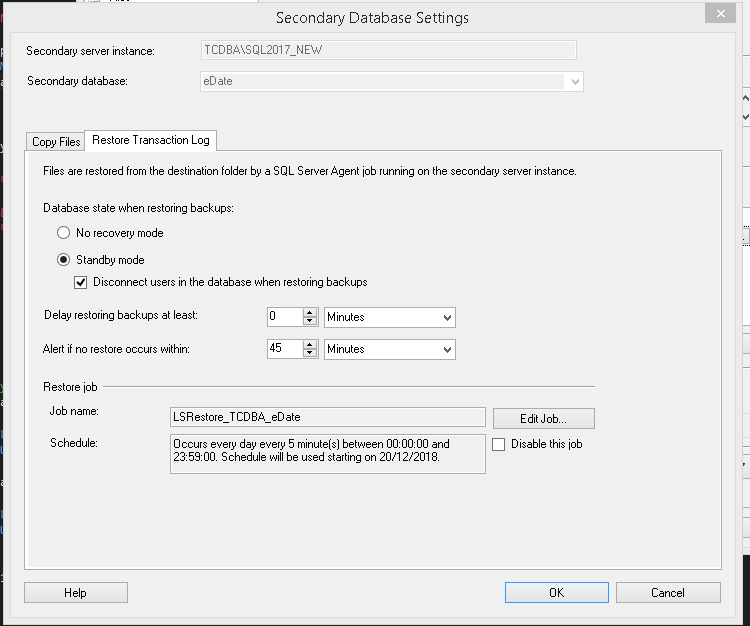 Secondary Database Settings
Secondary server instance:
TCDBA\SQL2017_NEW
Secondary database:
eDate
Copy Files
Restore Transaction Log
Files are restored from the destination folder by a SQL Server Agent job running on the secondary server instance.
Database state when restoring backups:
No recovery mode
Standby mode
Disconnect users in the database when restoring backups
Delay restoring backups at least:
0
Minutes
Alert if no restore occurs within:
45
Minutes
Restore job
Job name:
LSRestore_TCDBA_eDate
Edit Job...
Schedule:
Occurs every day every 5 minute(s) between 00:00:00 and
23:59:00. Schedule will be used starting on 20/12/2018.
Disable this job
Help
OK
Cancel